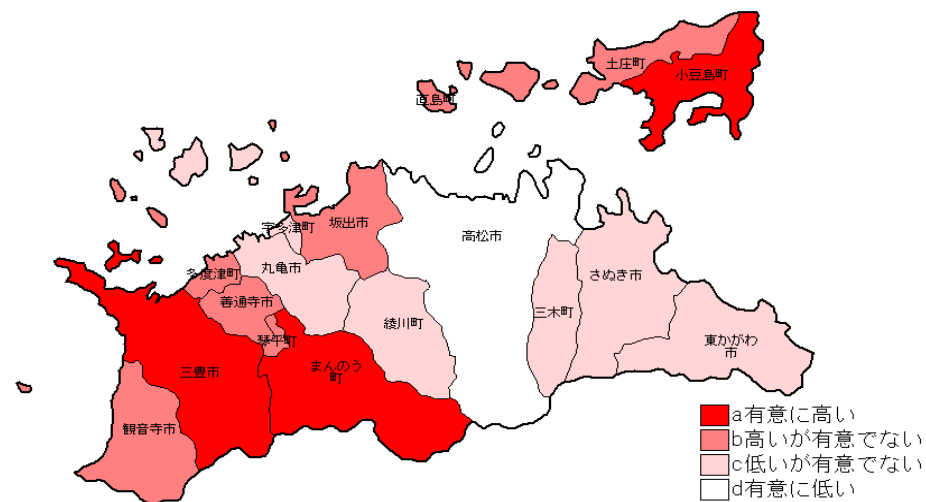 土庄町
小豆島町
直島町
坂出市
宇多津町
高松市
丸亀市
多度津町
さぬき市
善通寺市
三木町
綾川町
琴平町
東かがわ
市
まんのう
町
三豊市
観音寺市
a有意に高い
b高いが有意でない
c低いが有意でない
d有意に低い